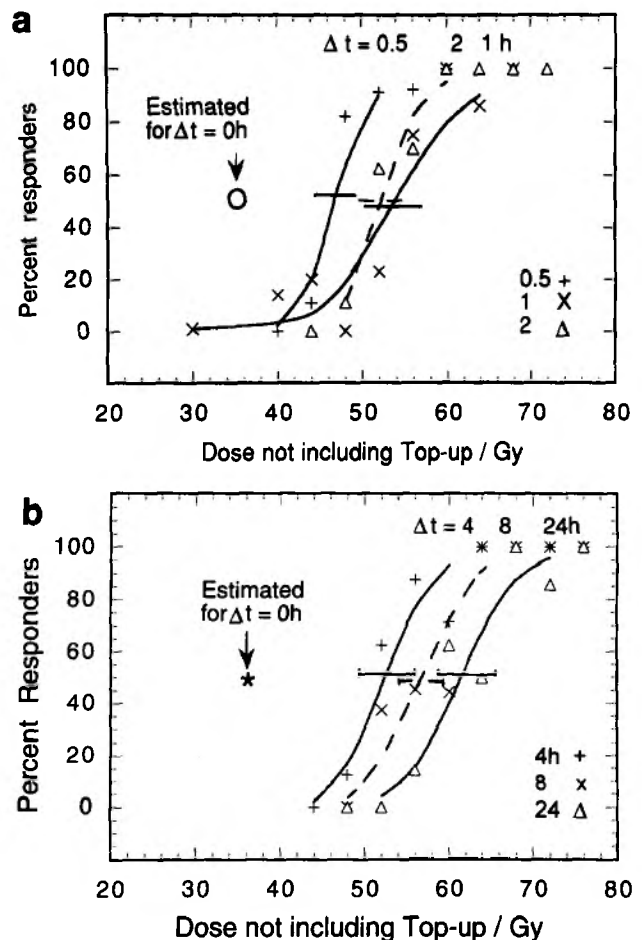 a
Δ t = 0.5 2 1 h
Estimated
for Δt = 0h
100
80
60
40
20
0
Percent responders
0.5 +
1 X
2 Δ
20 30 40 50 60 70 80
Dose not including Top-up / Gy
b
Δ t = 4 8 24h
Estimated
for Δt = 0h
100
80
60
40
20
0
Percent Responders
4h +
8 x
24 Δ
20 30 40 50 60 70 80
Dose not including Top-up / Gy